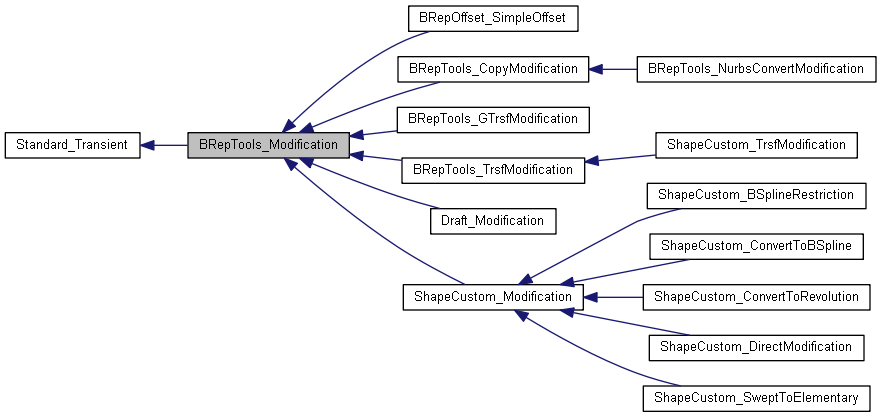 BRepOffset_SimpleOffset
BRepTools_CopyModification
BRepTools_NurbsConvertModification
BRepTools_GTrsfModification
Standard_Transient
BRepTools_Modification
ShapeCustom_TrsfModification
BRepTools_TrsfModification
ShapeCustom_BSplineRestriction
Draft_Modification
ShapeCustom_ConvertToBSpline
ShapeCustom_Modification
ShapeCustom_ConvertToRevolution
ShapeCustom_DirectModification
ShapeCustom_SweptToElementary